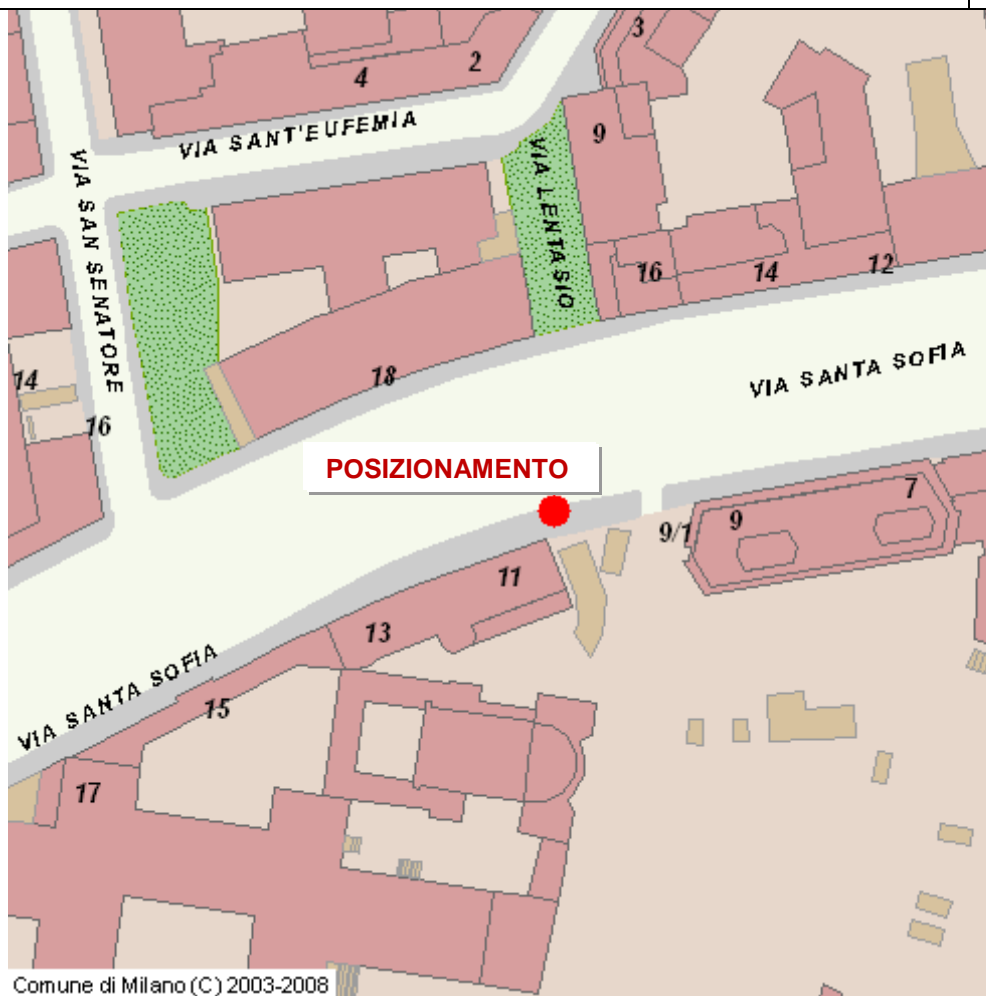 3
2
4
VIA SANT'EUFEMIA
9
VIA SAN SENATORE
VIA LENTASIO
16
14
12
14
18
16
VIA SANTA SOFIA
POSIZIONAMENTO
7
9
9/1
11
13
VIA SANTA SOFIA
15
17
Comune di Milano (C) 2003-2008